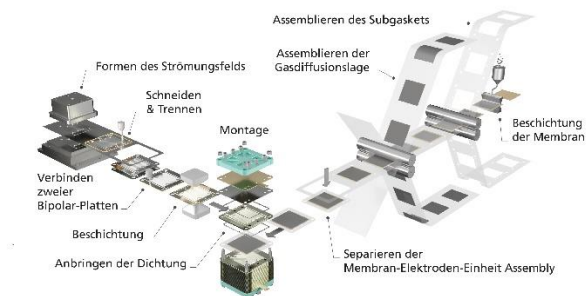 Assemblieren des Subgaskets
Assemblieren der
Gasdiffusionslage
Formen des Strömungsfelds
Schneiden
& Trennen
Montage
Beschichtung
der Membran
Verbinden
zweier
Bipolar-Platten
Beschichtung
Anbringen der Dichtung
Separieren der
Membran-Elektroden-Einheit Assembly